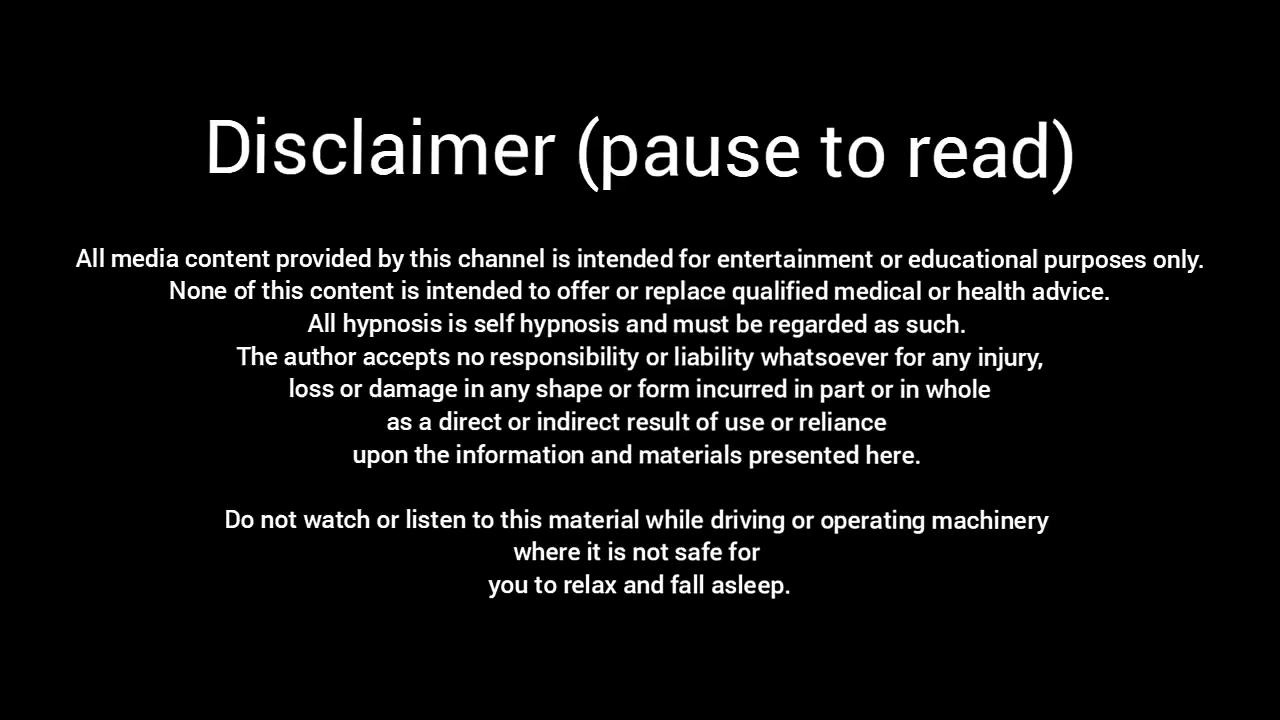 Disclaimer (pause to read)
All media content provided by this channel is intended for entertainment or educational purposes only.
None of this content is intended to offer or replace qualified medical or health advice.
All hypnosis is self hypnosis and must be regarded as such.
The author accepts no responsibility or liability whatsoever for any injury,
loss or damage in any shape or form incurred in part or in whole
as a direct or indirect result of use or reliance
upon the information and materials presented here.
Do not watch or listen to this material while driving or operating machinery
where it is not safe for
you to relax and fall asleep.